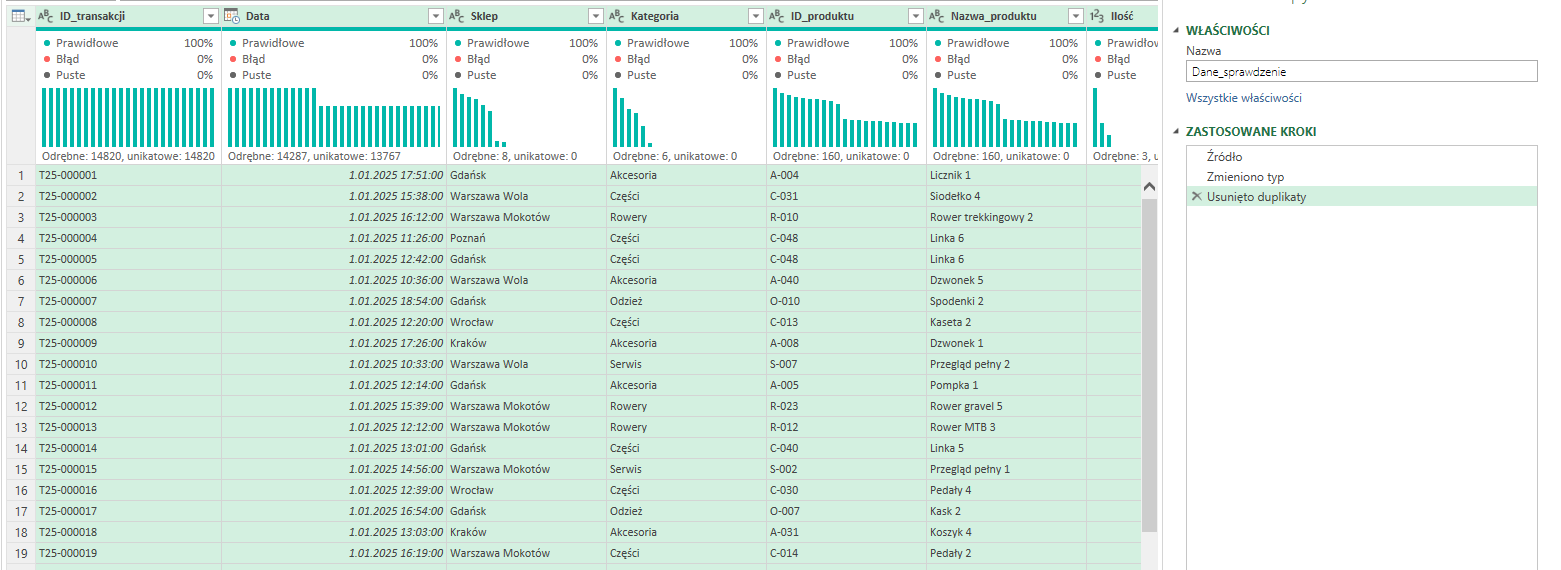 ID_transakcji Data Sklep Kategoria ID_produktu Nazwa_produktu Ilość
Prawidłowe 100% Prawidłowe 100% Prawidłowe 100% Prawidłowe 100% Prawidłowe 100% Prawidłowe 100%
Błąd 0% Błąd 0% Błąd 0% Błąd 0% Błąd 0% Błąd 0% Błąd
Puste 0% Puste 0% Puste 0% Puste 0% Puste 0% Puste 0% Puste
Odrębne: 14820, unikatowe: 14820 Odrębne: 14287, unikatowe: 13767 Odrębne: 8, unikatowe: 0 Odrębne: 6, unikatowe: 0 Odrębne: 160, unikatowe: 0 Odrębne: 160, unikatowe: 0 Odrębne: 3, u
1 T25-000001 1.01.2025 17:51:00 Gdańsk Akcesoria A-004 Licznik 1
2 T25-000002 1.01.2025 15:38:00 Warszawa Wola Części C-031 Siodełko 4
3 T25-000003 1.01.2025 16:12:00 Warszawa Mokotów Rowery R-010 Rower trekkingowy 2
4 T25-000004 1.01.2025 11:26:00 Poznań Części C-048 Linka 6
5 T25-000005 1.01.2025 12:42:00 Gdańsk Części C-048 Linka 6
6 T25-000006 1.01.2025 10:36:00 Warszawa Wola Akcesoria A-040 Dzwonek 5
7 T25-000007 1.01.2025 18:54:00 Gdańsk Odzież O-010 Spodenki 2
8 T25-000008 1.01.2025 12:20:00 Wrocław Części C-013 Kaseta 2
9 T25-000009 1.01.2025 17:26:00 Kraków Akcesoria A-008 Dzwonek 1
10 T25-000010 1.01.2025 10:33:00 Warszawa Wola Serwis S-007 Przegląd pełny 2
11 T25-000011 1.01.2025 12:14:00 Gdańsk Akcesoria A-005 Pompka 1
12 T25-000012 1.01.2025 15:39:00 Warszawa Mokotów Rowery R-023 Rower gravel 5
13 T25-000013 1.01.2025 12:12:00 Warszawa Mokotów Rowery R-012 Rower MTB 3
14 T25-000014 1.01.2025 13:01:00 Gdańsk Części C-040 Linka 5
15 T25-000015 1.01.2025 14:56:00 Warszawa Mokotów Serwis S-002 Przegląd pełny 1
16 T25-000016 1.01.2025 12:39:00 Wrocław Części C-030 Pedały 4
17 T25-000017 1.01.2025 16:54:00 Gdańsk Odzież O-007 Kask 2
18 T25-000018 1.01.2025 13:03:00 Kraków Akcesoria A-031 Koszyk 4
19 T25-000019 1.01.2025 16:19:00 Warszawa Mokotów Części C-014 Pedały 2
WŁAŚCIWOŚCI
Nazwa
Dane_sprawdzenie
Wszystkie właściwości
ZASTOSOWANE KROKI
Źródło
Zmieniono typ
Usunięto duplikaty